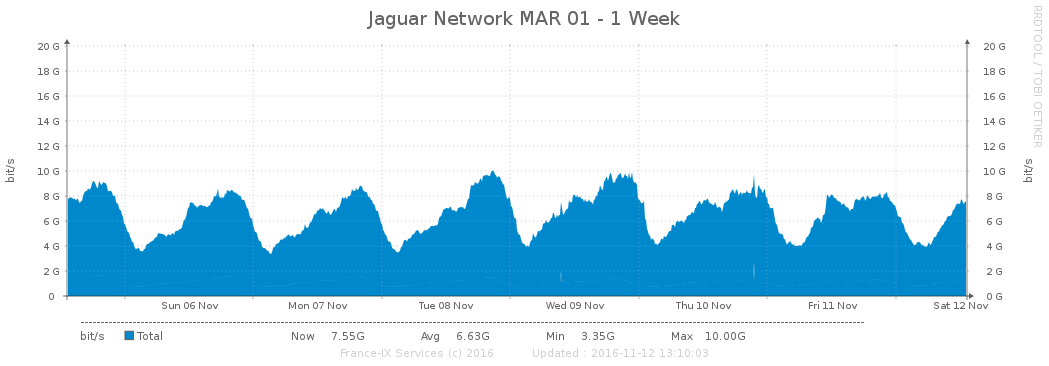 Jaguar Network MAR 01 - 1 Week
RRDTOOL / TOBI OETIKER
bit/s
bit/s
20 G 20 G
18 G 18 G
16 G 16 G
14 G 14 G
12 G 12 G
10 G 10 G
8 G 8 G
6 G 6 G
4 G 4 G
2 G 2 G
0 0 G
Sun 06 Nov Mon 07 Nov Tue 08 Nov Wed 09 Nov Thu 10 Nov Fri 11 Nov Sat 12 Nov
bit/s Total Now 7.55G Avg 6.63G Min 3.35G Max 10.00G
France-IX Services (c) 2016 Updated : 2016-11-12 13:10:03